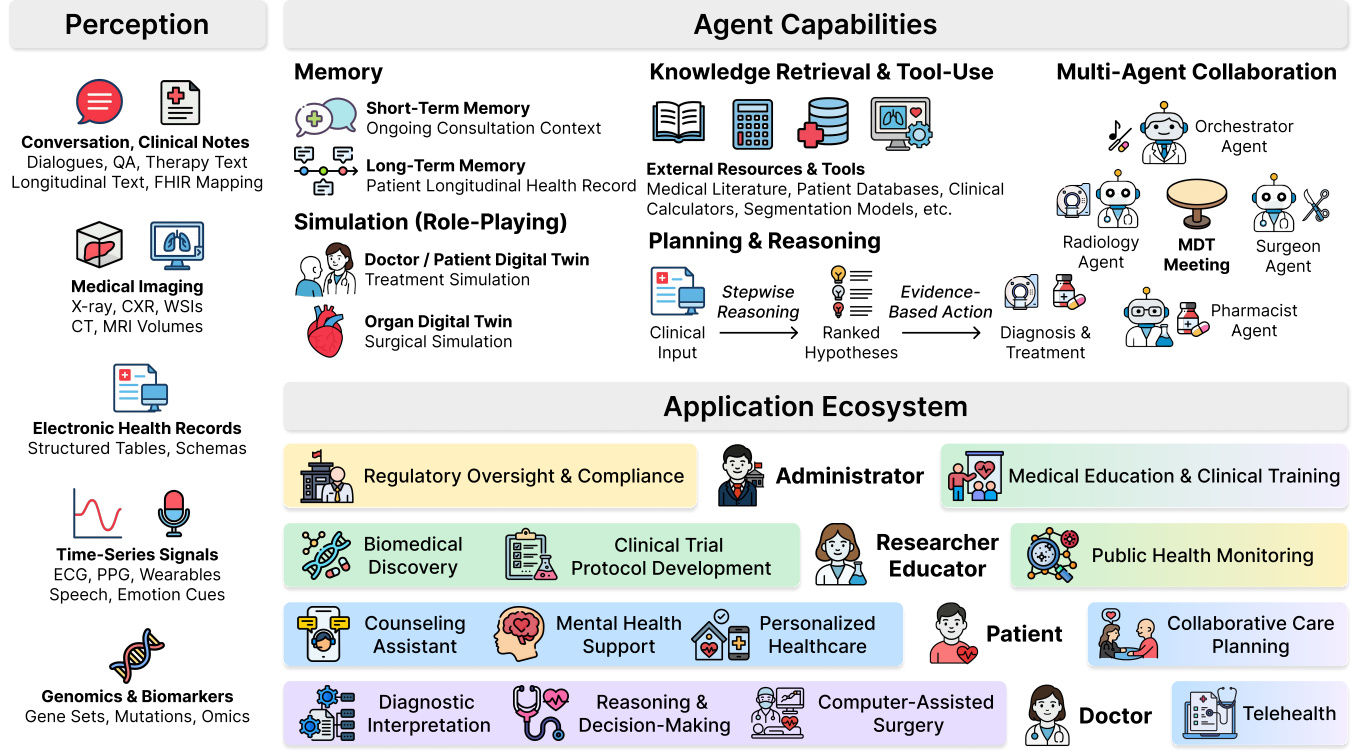 Perception
Conversation, Clinical Notes
Dialogues, QA, Therapy Text
Longitudinal Text, FHIR Mapping
Medical Imaging
X-ray, CXR, WSIs
CT, MRI Volumes
Electronic Health Records
Structured Tables, Schemas
Time-Series Signals
ECG, PPG, Wearables
Speech, Emotion Cues
Genomics & Biomarkers
Gene Sets, Mutations, Omics
Agent Capabilities
Memory
Short-Term Memory
Ongoing Consultation Context
Long-Term Memory
Patient Longitudinal Health Record
Simulation (Role-Playing)
Doctor / Patient Digital Twin
Treatment Simulation
Organ Digital Twin
Surgical Simulation
Knowledge Retrieval & Tool-Use
External Resources & Tools
Medical Literature, Patient Databases, Clinical
Calculators, Segmentation Models, etc.
Planning & Reasoning
Clinical
Input
Stepwise
Reasoning
Ranked
Hypotheses
Evidence-
Based Action
Diagnosis &
Treatment
Multi-Agent Collaboration
Orchestrator
Agent
Radiology
Agent
MDT
Meeting
Surgeon
Agent
Pharmacist
Agent
Application Ecosystem
Regulatory Oversight & Compliance
Administrator
Medical Education & Clinical Training
Biomedical
Discovery
Clinical Trial
Protocol Development
Researcher
Educator
Public Health Monitoring
Counseling
Assistant
Mental Health
Support
Personalized
Healthcare
Patient
Collaborative Care
Planning
Diagnostic
Interpretation
Reasoning &
Decision-Making
Computer-Assisted
Surgery
Doctor
Telehealth